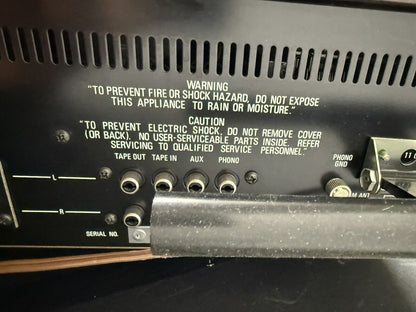 WARNING
"TO PREVENT FIRE OR SHOCK HAZARD, DO NOT EXPOSE
THIS APPLIANCE TO RAIN OR MOISTURE."
CAUTION
"TO PREVENT ELECTRIC SHOCK, DO NOT REMOVE COVER
(OR BACK). NO USER-SERVICEABLE PARTS INSIDE. REFER
SERVICING TO QUALIFIED SERVICE PERSONNEL."
TAPE OUT TAPE IN AUX PHONO
PHONO
GND
L
R
M ANT
SERIAL NO.